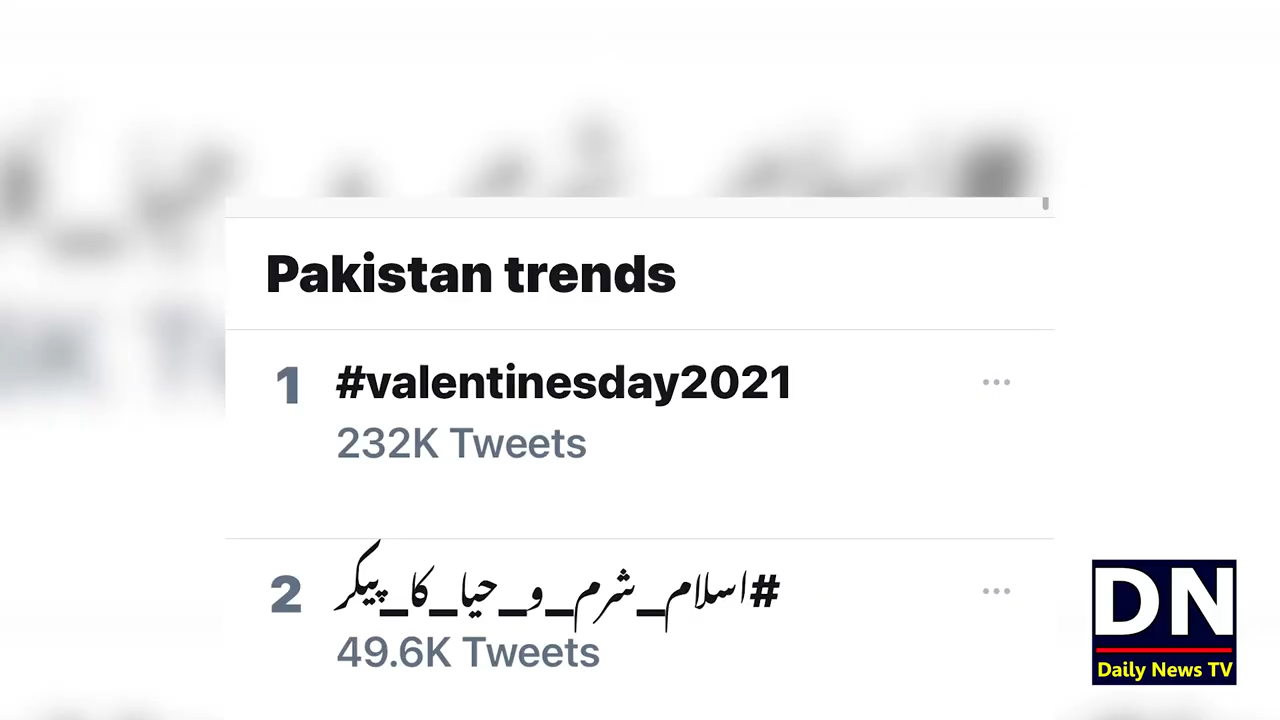 Pakistan trends
1 #valentinesday2021
232K Tweets
2 #اسلام_شرم_و_حیا_کا_پیکر
49.6K Tweets
DN
Daily News TV